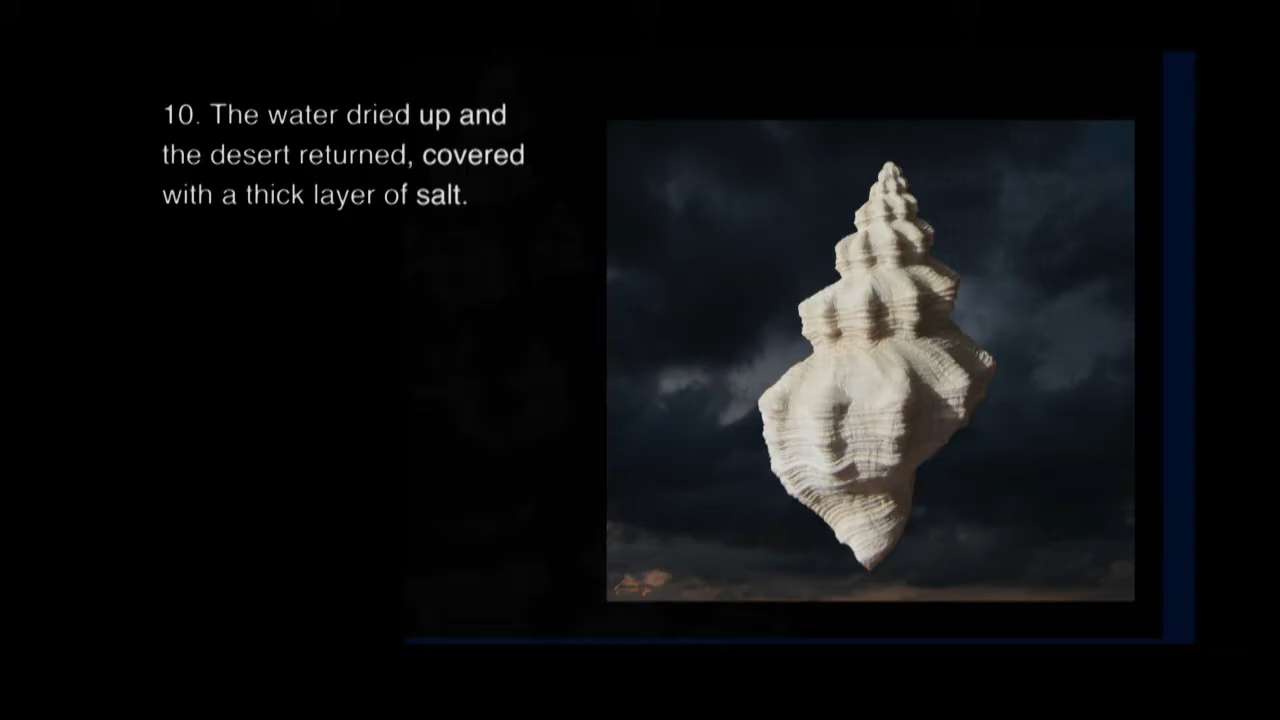 10. The water dried up and
the desert returned, covered
with a thick layer of salt.